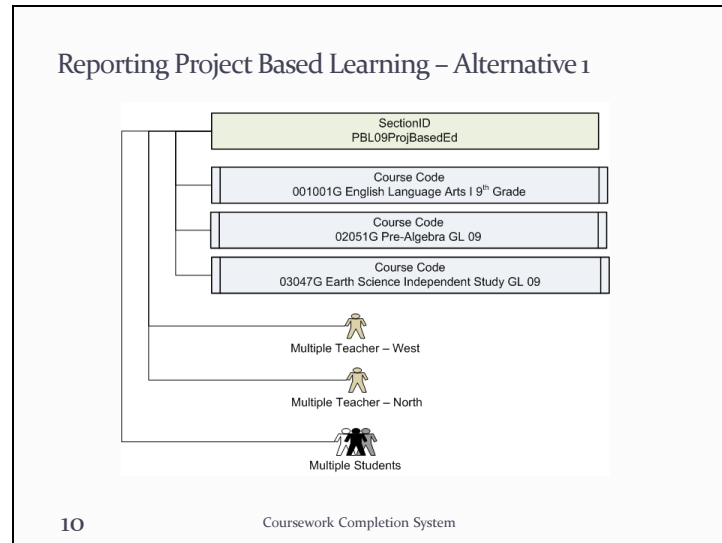 Reporting Project Based Learning – Alternative 1
SectionID
PBL09ProjBasedEd
Course Code
001001G English Language Arts I 9th Grade
Course Code
02051G Pre-Algebra GL 09
Course Code
03047G Earth Science Independent Study GL 09
Multiple Teacher – West
Multiple Teacher – North
Multiple Students
10 Coursework Completion System